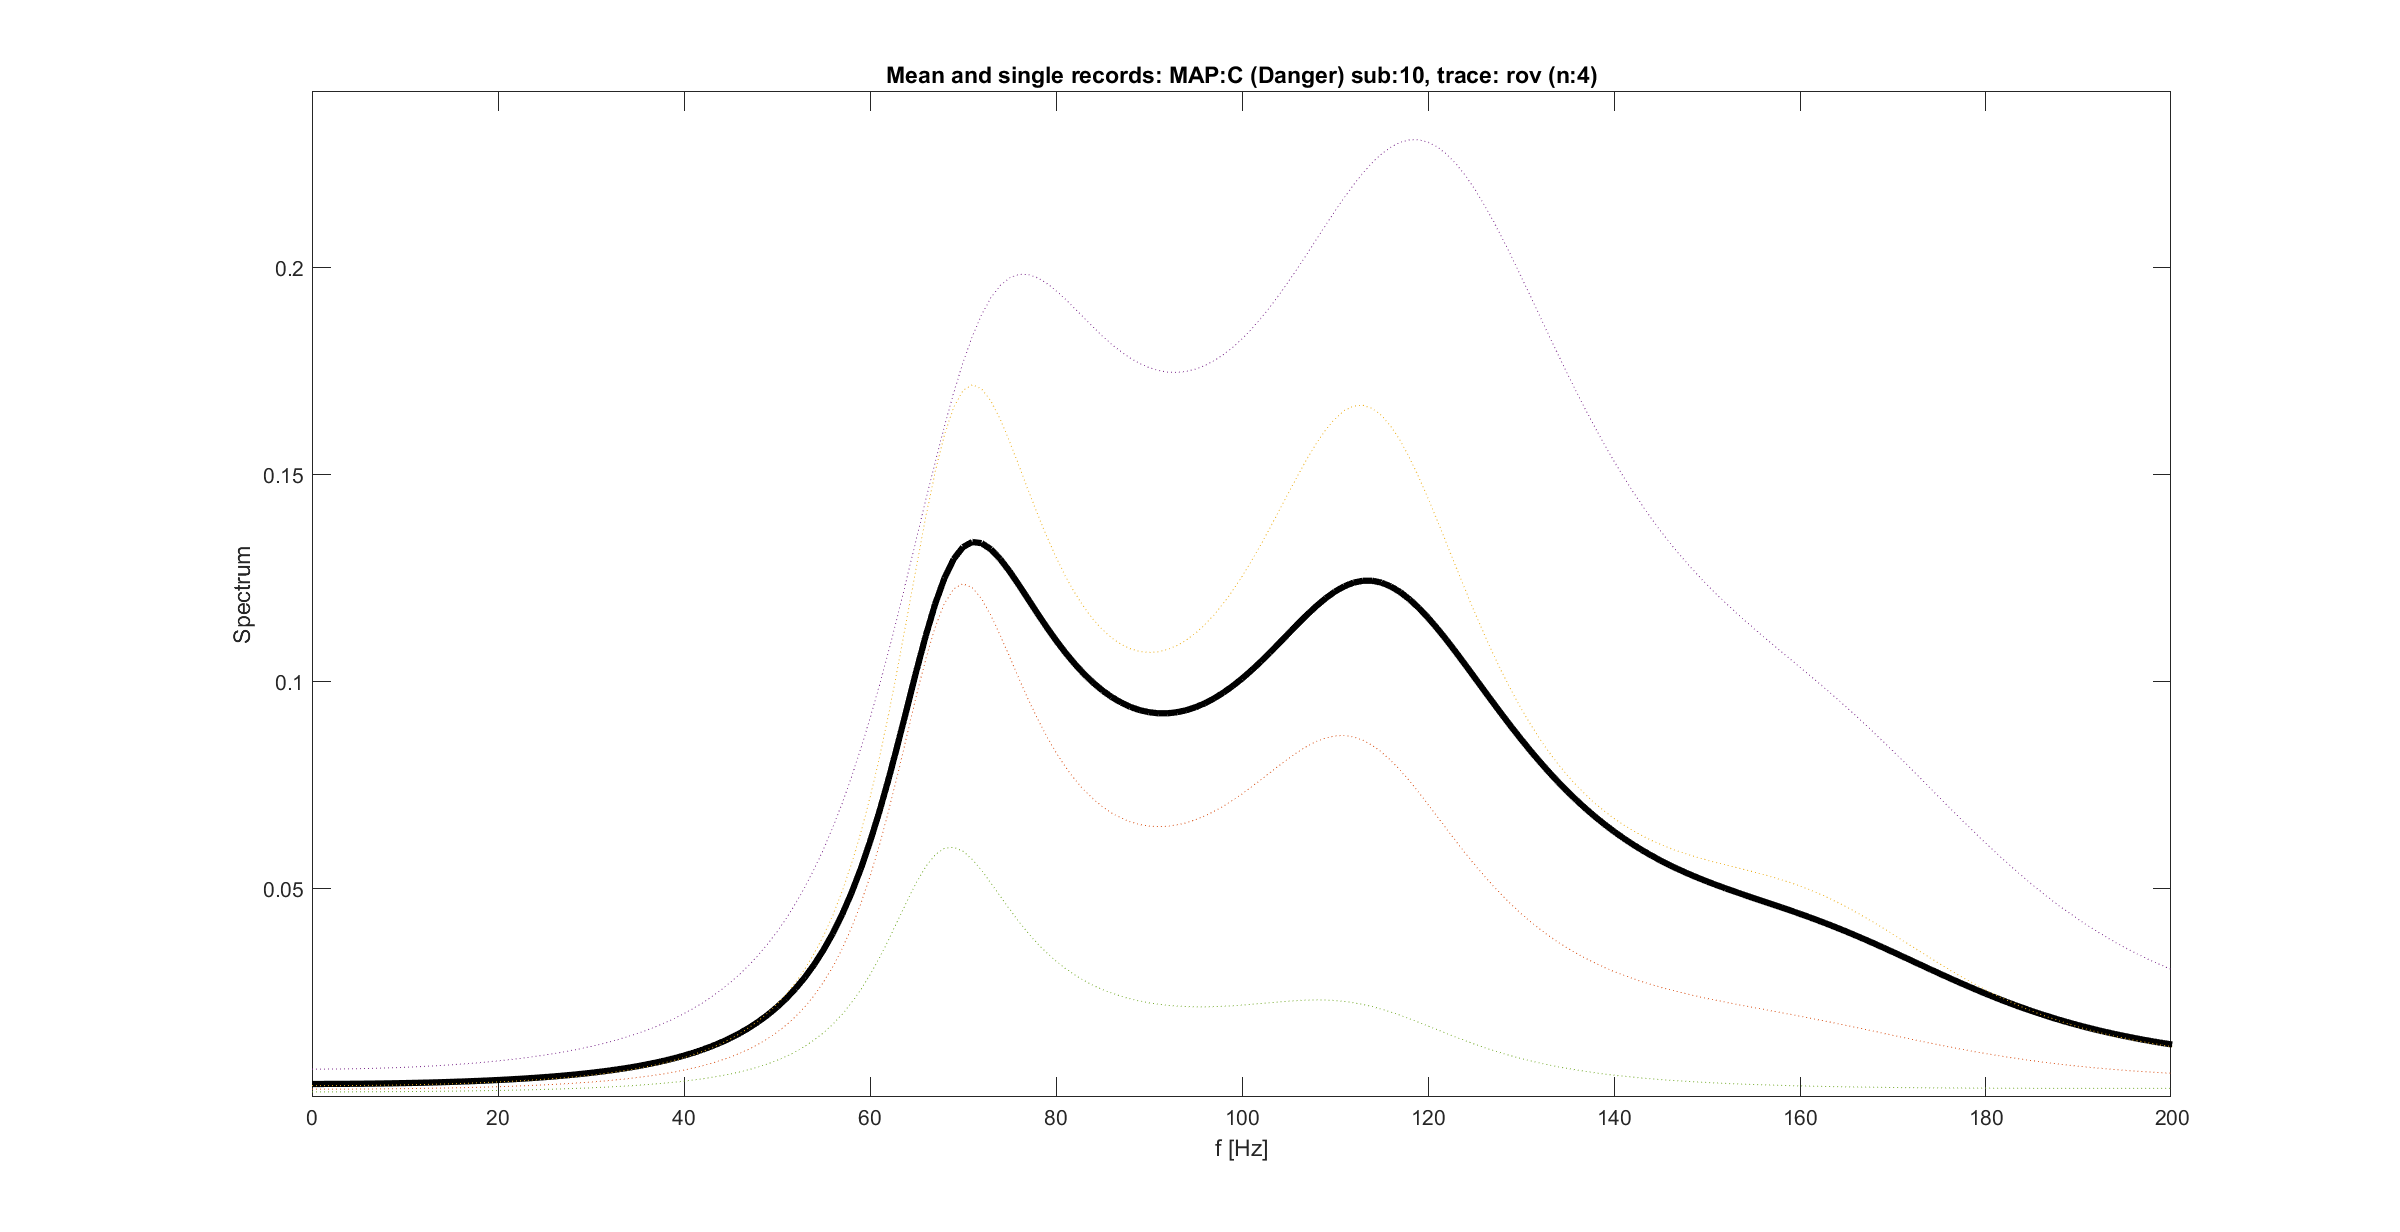 Mean and single records: MAP:C (Danger) sub:10, trace: rov (n:4)
0.2
0.15
0.1
0.05
Spectrum
0 20 40 60 80 100 120 140 160 180 200
f [Hz]